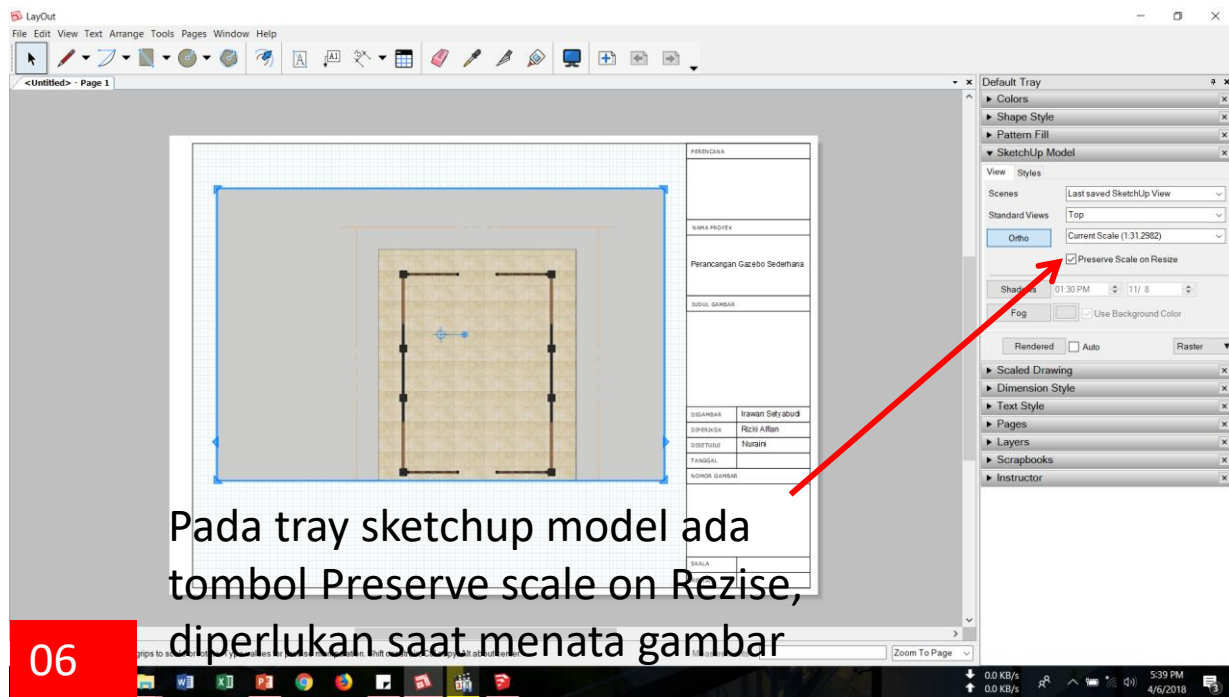 LayOut
File Edit View Text Arrange Tools Pages Window Help
<Untitled> - Page 1
Default Tray
Colors
Shape Style
Pattern Fill
SketchUp Model
View Styles
Scenes Last saved SketchUp View
Standard Views Top
Ortho Current Scale (1:31.2982)
Preserve Scale on Resize
Shadows 01:30 PM 11/ 8
Fog Use Background Color
Rendered Auto Raster
Scaled Drawing
Dimension Style
Text Style
Pages
Layers
Scrapbooks
Instructor
PERENCANA
NAMA PROYEK
Perancangan Gazebo Sederhana
JUDUL GAMBAR
DIGAMBAR Irawan Setyabudi
DIPERIKSA Rizki Alfian
DISETUJUI Nuraini
TANGGAL
NOMOR GAMBAR
SKALA
Pada tray sketchup model ada
tombol Preserve scale on Rezise,
diperlukan saat menata gambar
06
Zoom To Page
0.0 KB/s
0.0 KB/s
5:39 PM
4/6/2018